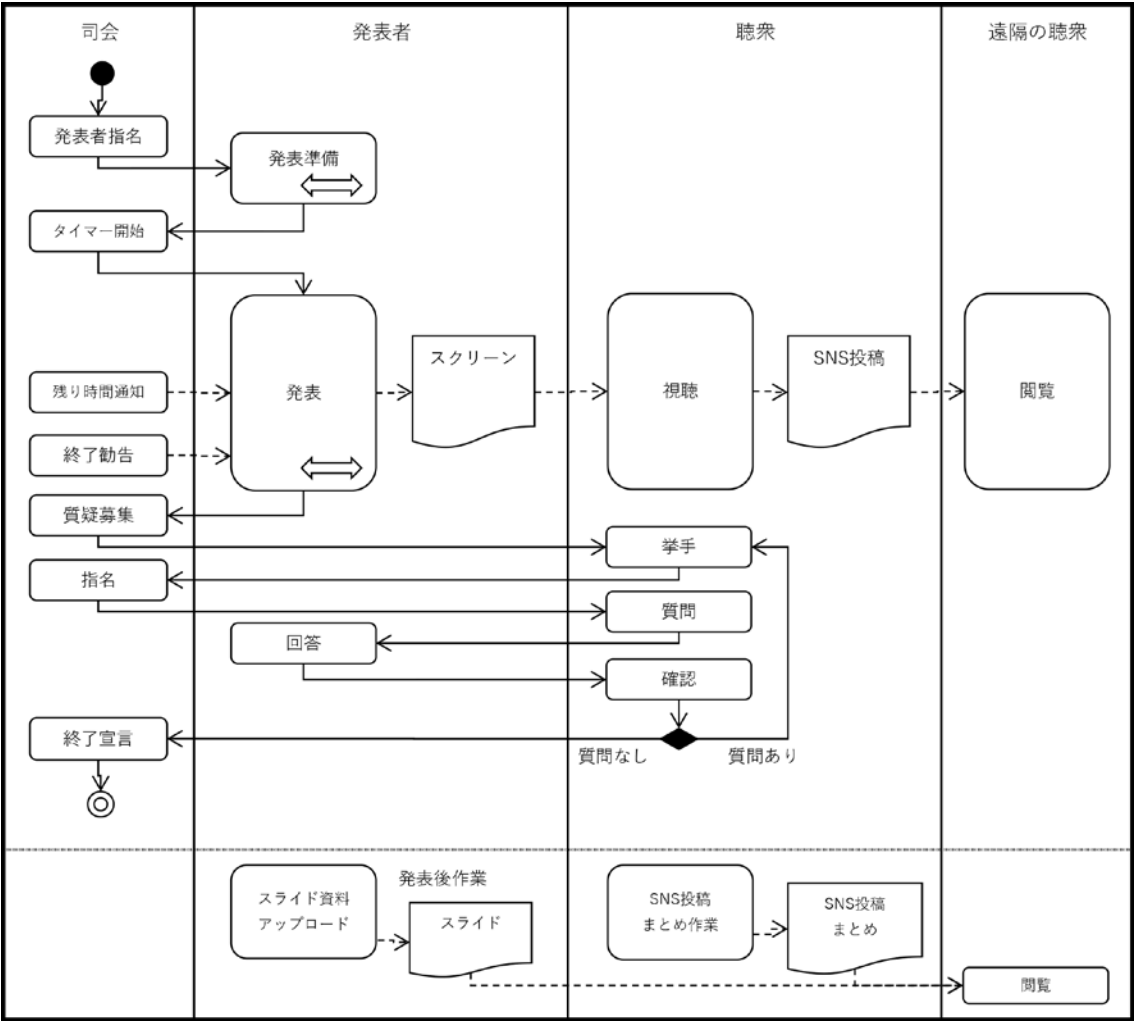 司会
発表者
聴衆
遠隔の聴衆
発表者指名
発表準備
タイマー開始
スクリーン
SNS投稿
残り時間通知
発表
視聴
閲覧
終了勧告
質疑募集
挙手
指名
質問
回答
確認
終了宣言
質問なし
質問あり
スライド資料
アップロード
発表後作業
スライド
SNS投稿
まとめ作業
SNS投稿
まとめ
閲覧